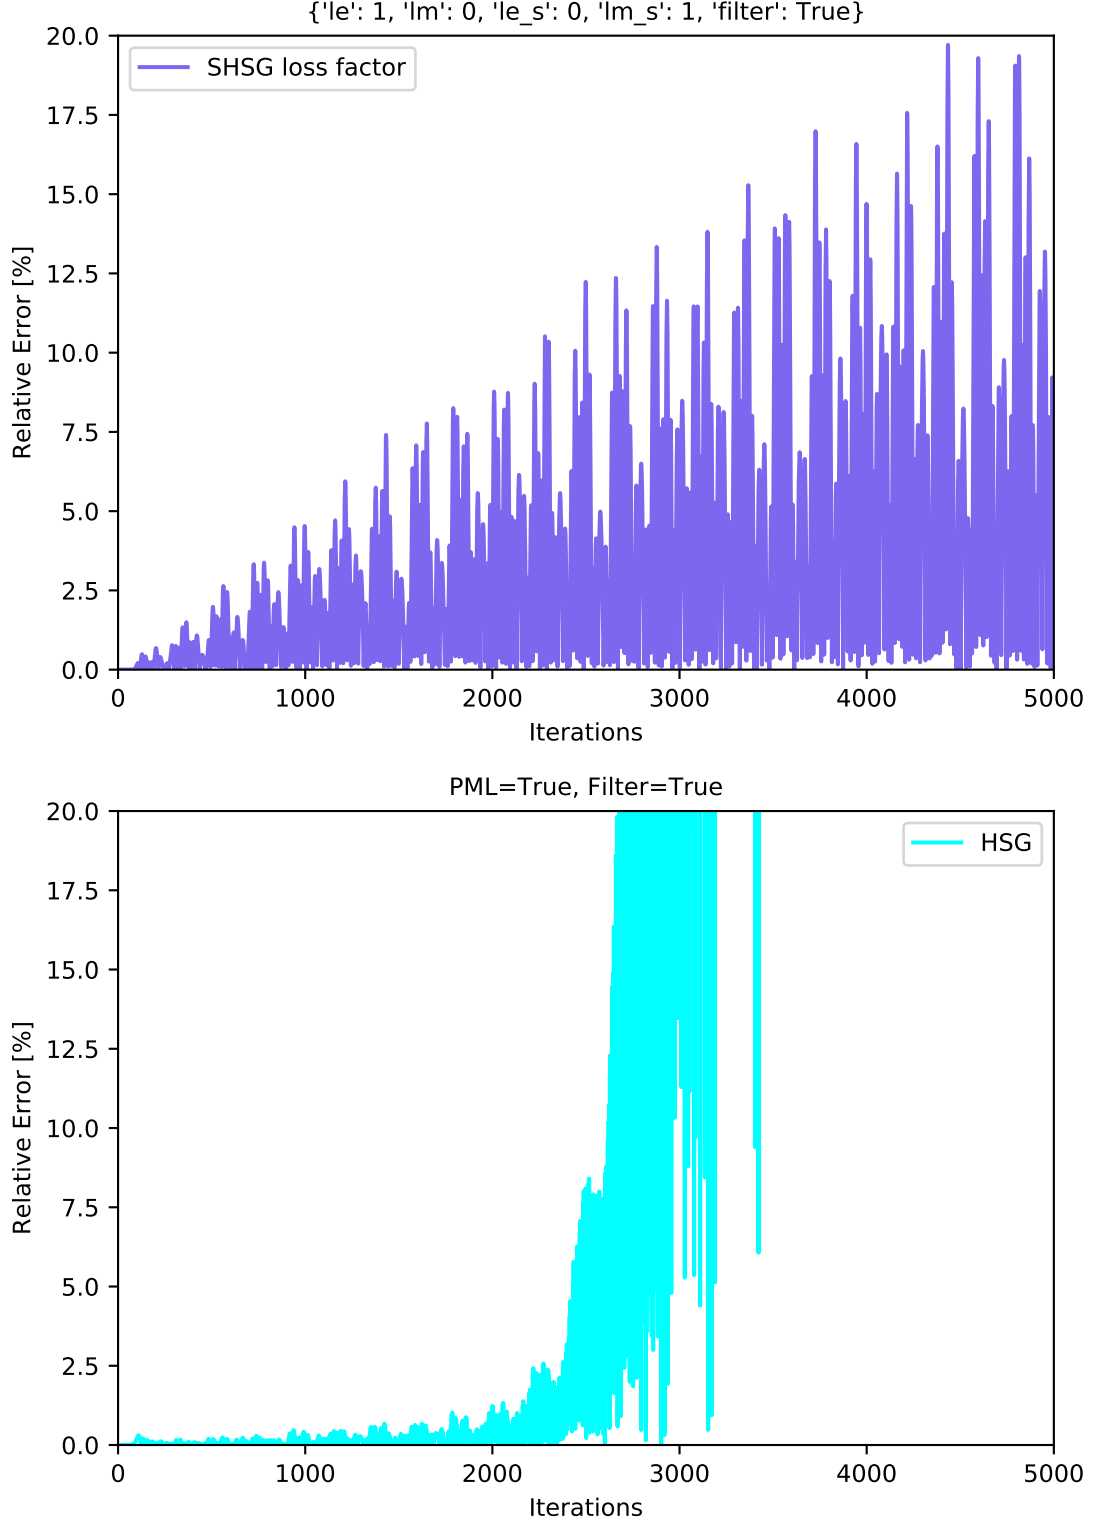 {'le': 1, 'lm': 0, 'le_s': 0, 'lm_s': 1, 'filter': True}
SHSG loss factor
20.0
17.5
15.0
12.5
10.0
7.5
5.0
2.5
0.0
Relative Error [%]
0 1000 2000 3000 4000 5000
Iterations
PML=True, Filter=True
HSG
20.0
17.5
15.0
12.5
10.0
7.5
5.0
2.5
0.0
Relative Error [%]
0 1000 2000 3000 4000 5000
Iterations